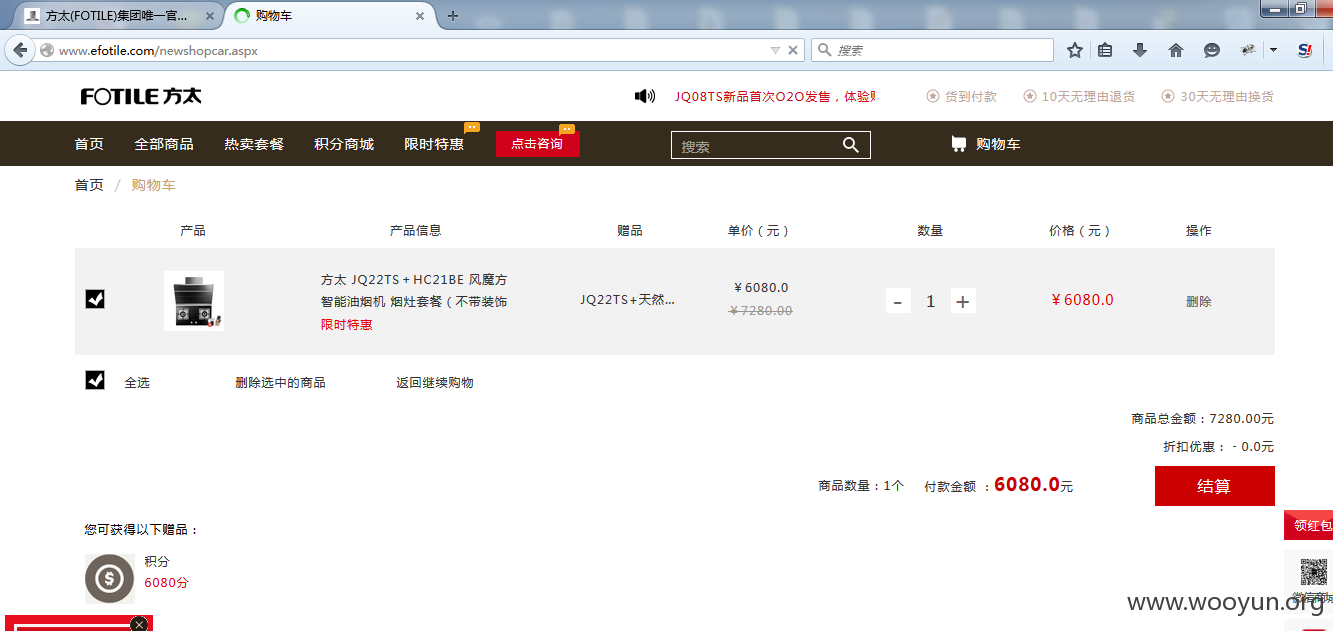 方太(FOTILE)集团唯一官...
购物车
www.efotile.com/newshopcar.aspx
搜索
FOTILE 方太
JQ08TS新品首次O2O发售，体验则
货到付款
10天无理由退货
30天无理由换货
首页
全部商品
热卖套餐
积分商城
限时特惠
点击咨询
搜索
购物车
首页 / 购物车
产品
产品信息
赠品
单价（元）
数量
价格（元）
操作
方太 JQ22TS＋HC21BE 风魔方
智能油烟机 烟灶套餐（不带装饰
限时特惠
JQ22TS+天然...
￥6080.0
￥7280.00
- 1 +
￥6080.0
删除
全选
删除选中的商品
返回继续购物
商品总金额：7280.00元
折扣优惠： - 0.0元
商品数量：1个
付款金额 ：6080.0元
结算
您可获得以下赠品：
积分
6080分
领红包
微信商城
www.wooyun.org